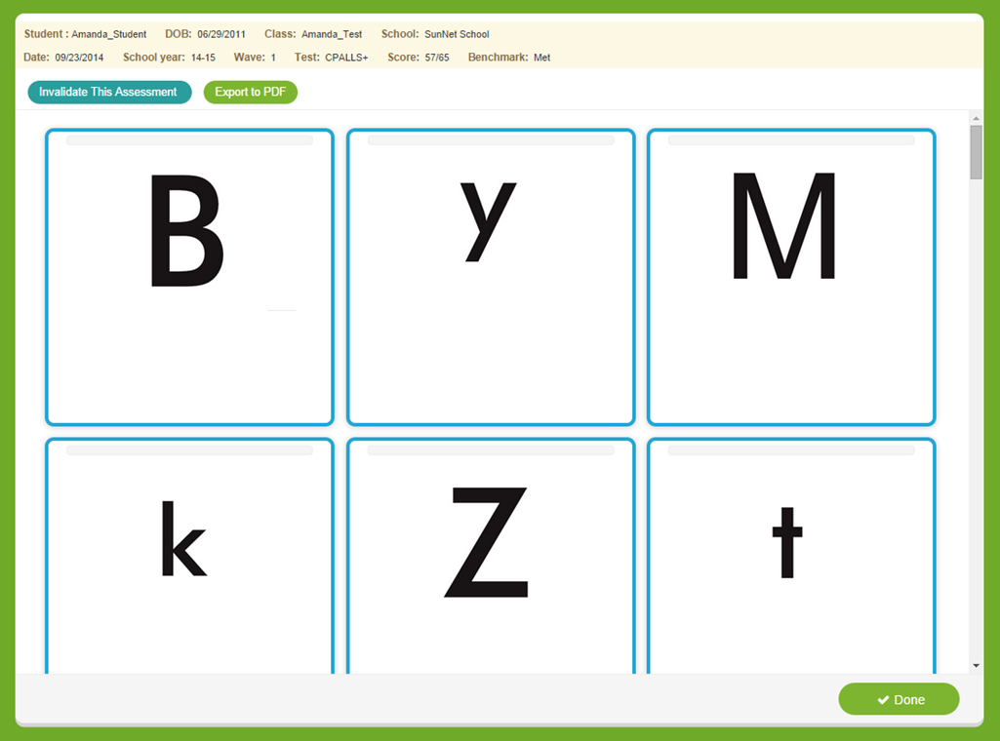 Student : Amanda_Student DOB: 06/29/2011 Class: Amanda_Test School: SunNet School
Date: 09/23/2014 School year: 14-15 Wave: 1 Test: CPALLS+ Score: 57/65 Benchmark: Met
Invalidate This Assessment Export to PDF
B y M
k Z t
Done